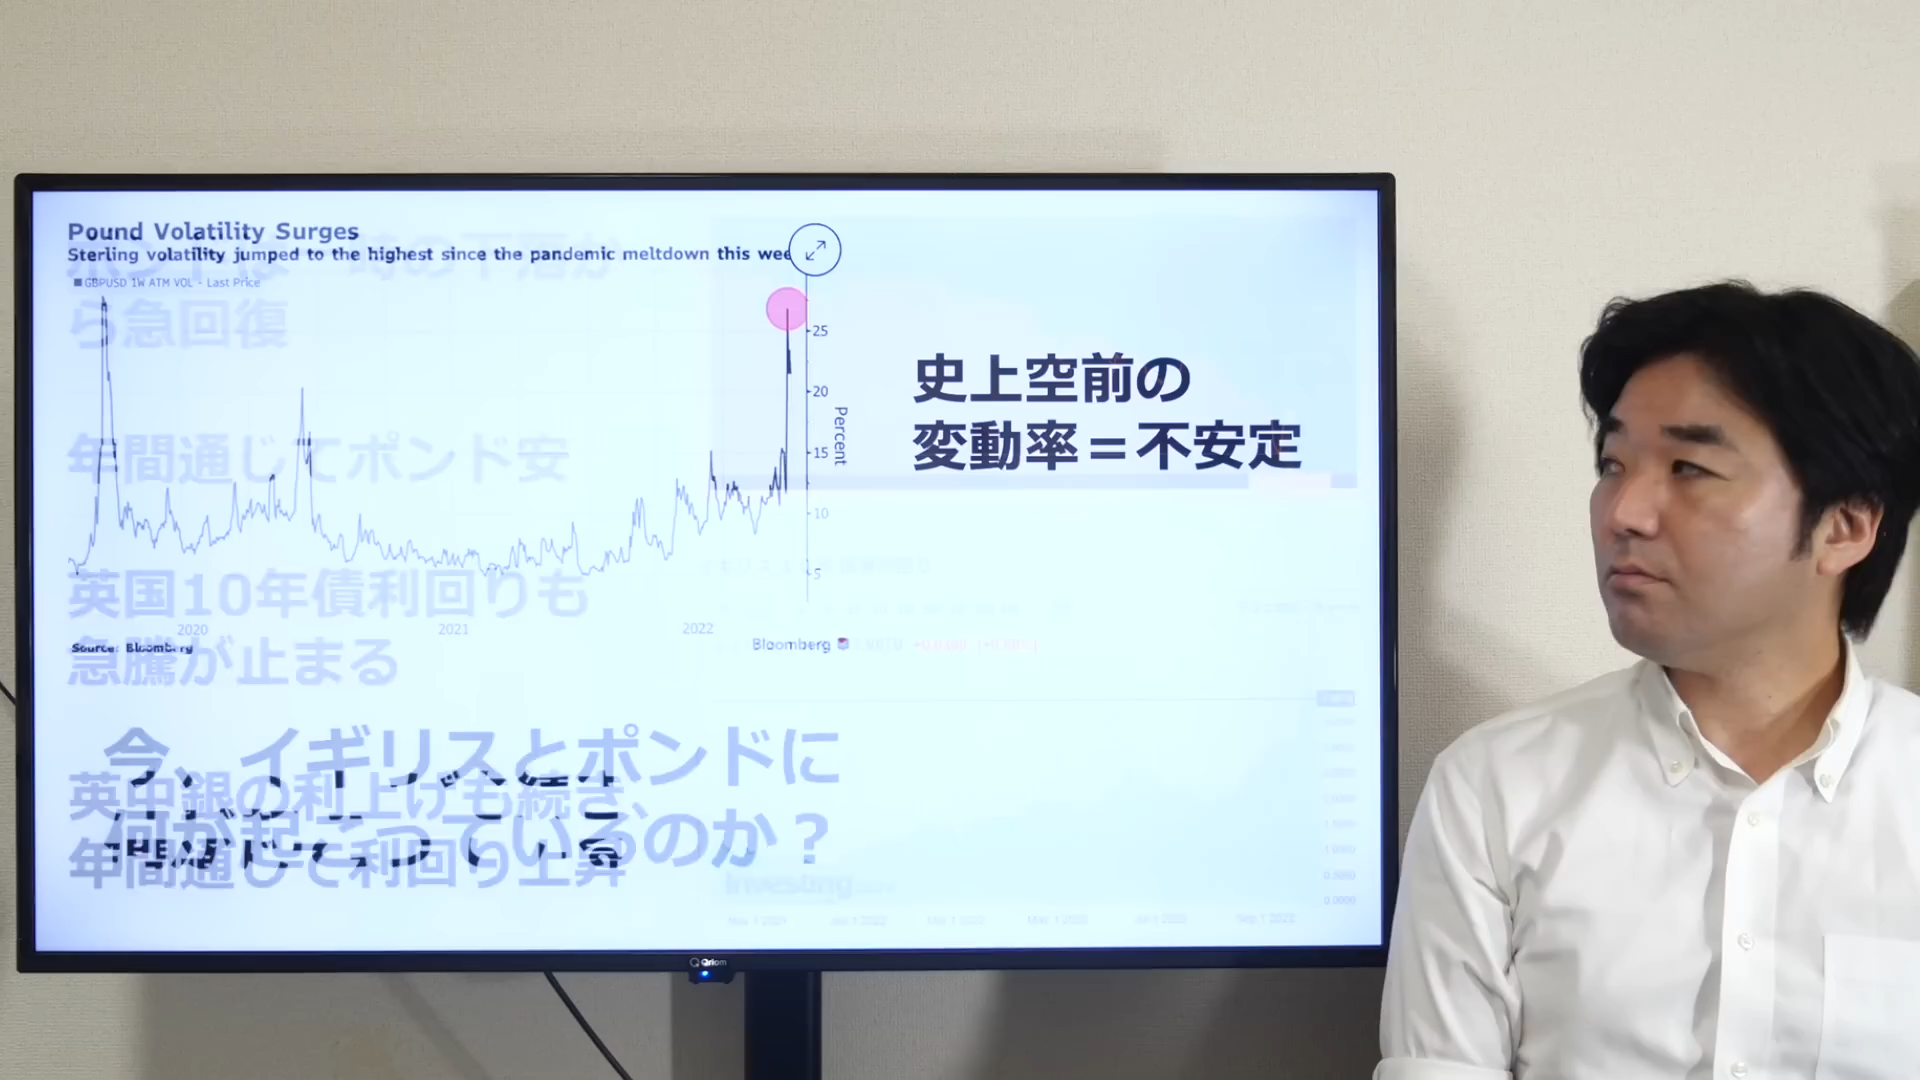 Pound Volatility Surges
Sterling volatility jumped to the highest since the pandemic meltdown this wee
GBPUSD 1W ATM VOL - Last Price
ら急回復
25
20
15
10
5
Percent
史上空前の
変動率＝不安定
年間通じてポンド安
英国10年債利回りも
急騰が止まる
2020
2021
2022
Source: Bloomberg
Bloomberg
今、イギリスとポンドに
何が起こっているのか？
英中銀の利上げも続き、
年間通じて利回り上昇
Investing
Qriom